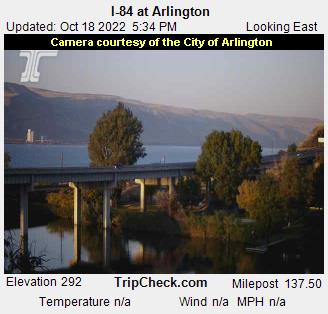 I-84 at Arlington
Updated: Oct 18 2022  5:34 PM Looking East
Camera courtesy of the City of Arlington
Elevation 292 TripCheck.com Milepost 137.50
Temperature n/a Wind n/a MPH n/a